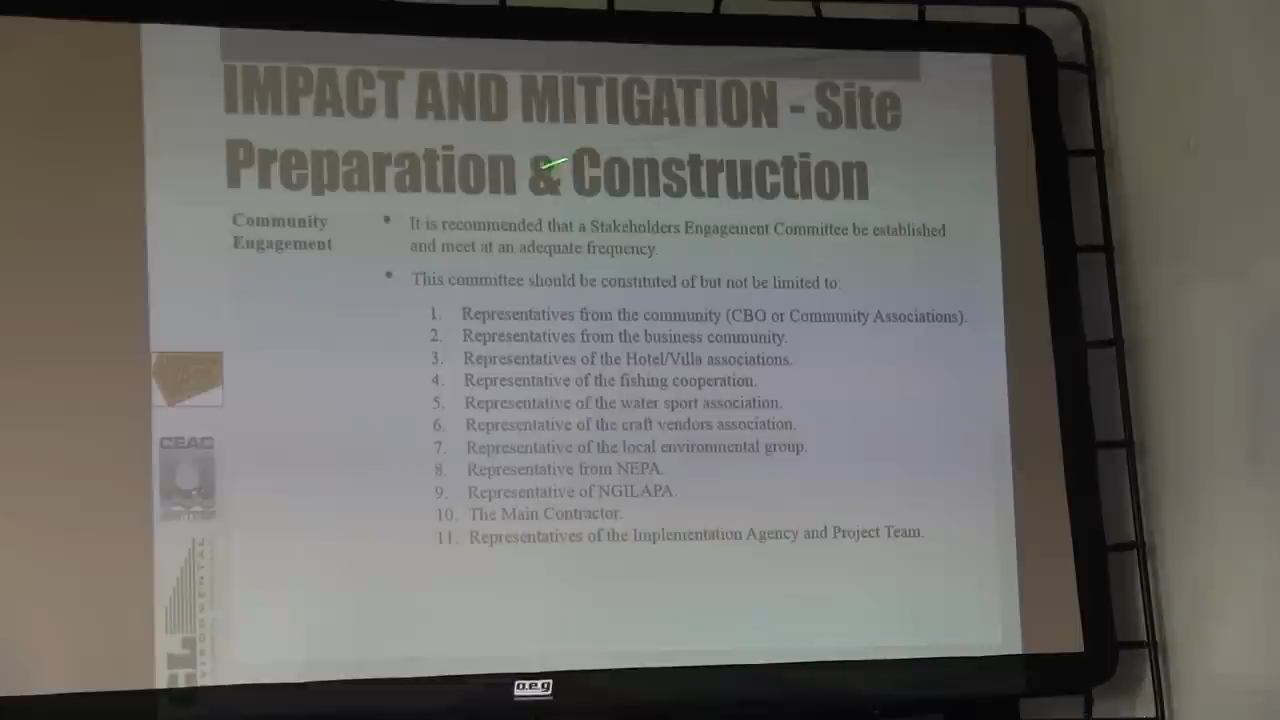 IMPACT AND MITIGATION - Site
Preparation & Construction
Community
Engagement
• It is recommended that a Stakeholders Engagement Committee be established
and meet at an adequate frequency.
• This committee should be constituted of but not be limited to:
1. Representatives from the community (CBO or Community Associations).
2. Representatives from the business community.
3. Representatives of the Hotel/Villa associations.
4. Representative of the fishing cooperation.
5. Representative of the water sport association.
6. Representative of the craft vendors association.
7. Representative of the local environmental group.
8. Representative from NEPA.
9. Representative of NGILAPA.
10. The Main Contractor.
11. Representatives of the Implementation Agency and Project Team.
CEAC